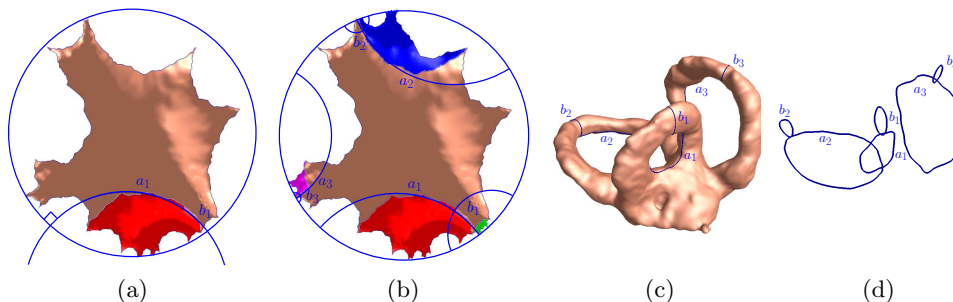 a₁
b₁
(a)
b₂
a₂
a₃
b₃
a₁
b₁
(b)
b₃
a₃
b₂
b₁
a₂
a₁
(c)
b₃
a₃
b₂
b₁
a₂
a₁
(d)